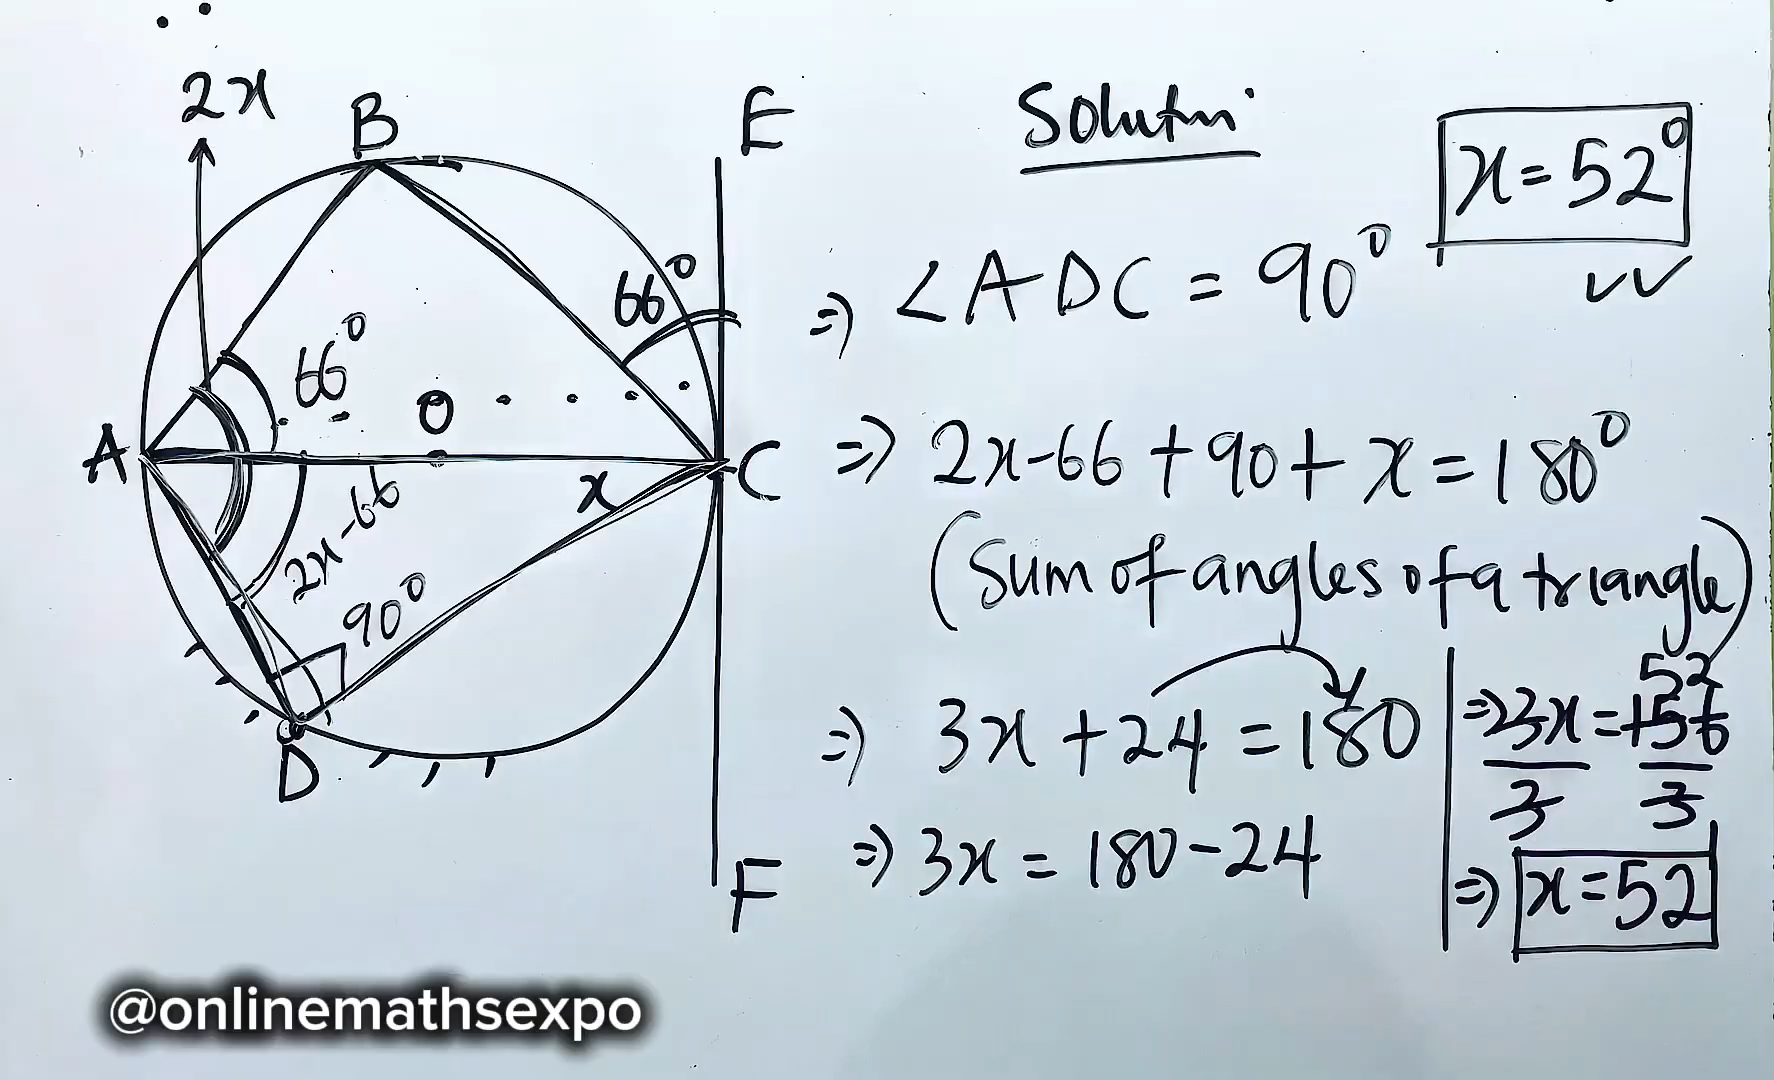 2x
B
E
66°
66°
A
O
C
x
2x-66
90°
D
F
Solutn
x=52°
=> <ADC = 90°
=> 2x-66+90+x=180°
(Sum of angles of a triangle)
=> 3x+24=180
=> 3x = 180-24
52
=> 3x=156
3 3
=> x=52
@onlinemathsexpo